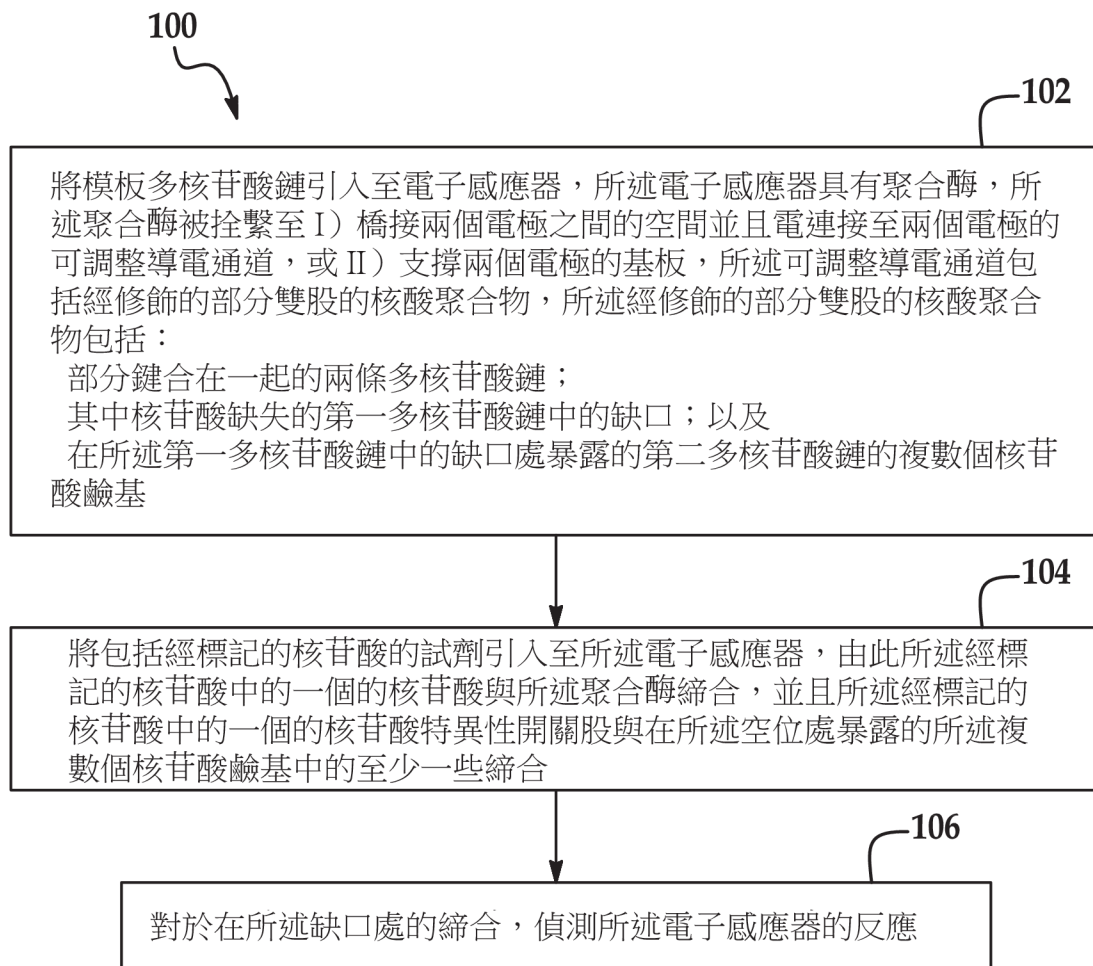 100
102
將模板多核苷酸鏈引入至電子感應器，所述電子感應器具有聚合酶，所
述聚合酶被拴繫至 I）橋接兩個電極之間的空間並且電連接至兩個電極的
可調整導電通道，或 II）支撐兩個電極的基板，所述可調整導電通道包
括經修飾的部分雙股的核酸聚合物，所述經修飾的部分雙股的核酸聚合
物包括：
部分鍵合在一起的兩條多核苷酸鏈；
其中核苷酸缺失的第一多核苷酸鏈中的缺口；以及
在所述第一多核苷酸鏈中的缺口處暴露的第二多核苷酸鏈的複數個核苷
酸鹼基
104
將包括經標記的核苷酸的試劑引入至所述電子感應器，由此所述經標
記的核苷酸中的一個的核苷酸與所述聚合酶締合，並且所述經標記的
核苷酸中的一個的核苷酸特異性開關股與在所述空位處暴露的所述複
數個核苷酸鹼基中的至少一些締合
106
對於在所述缺口處的締合，偵測所述電子感應器的反應